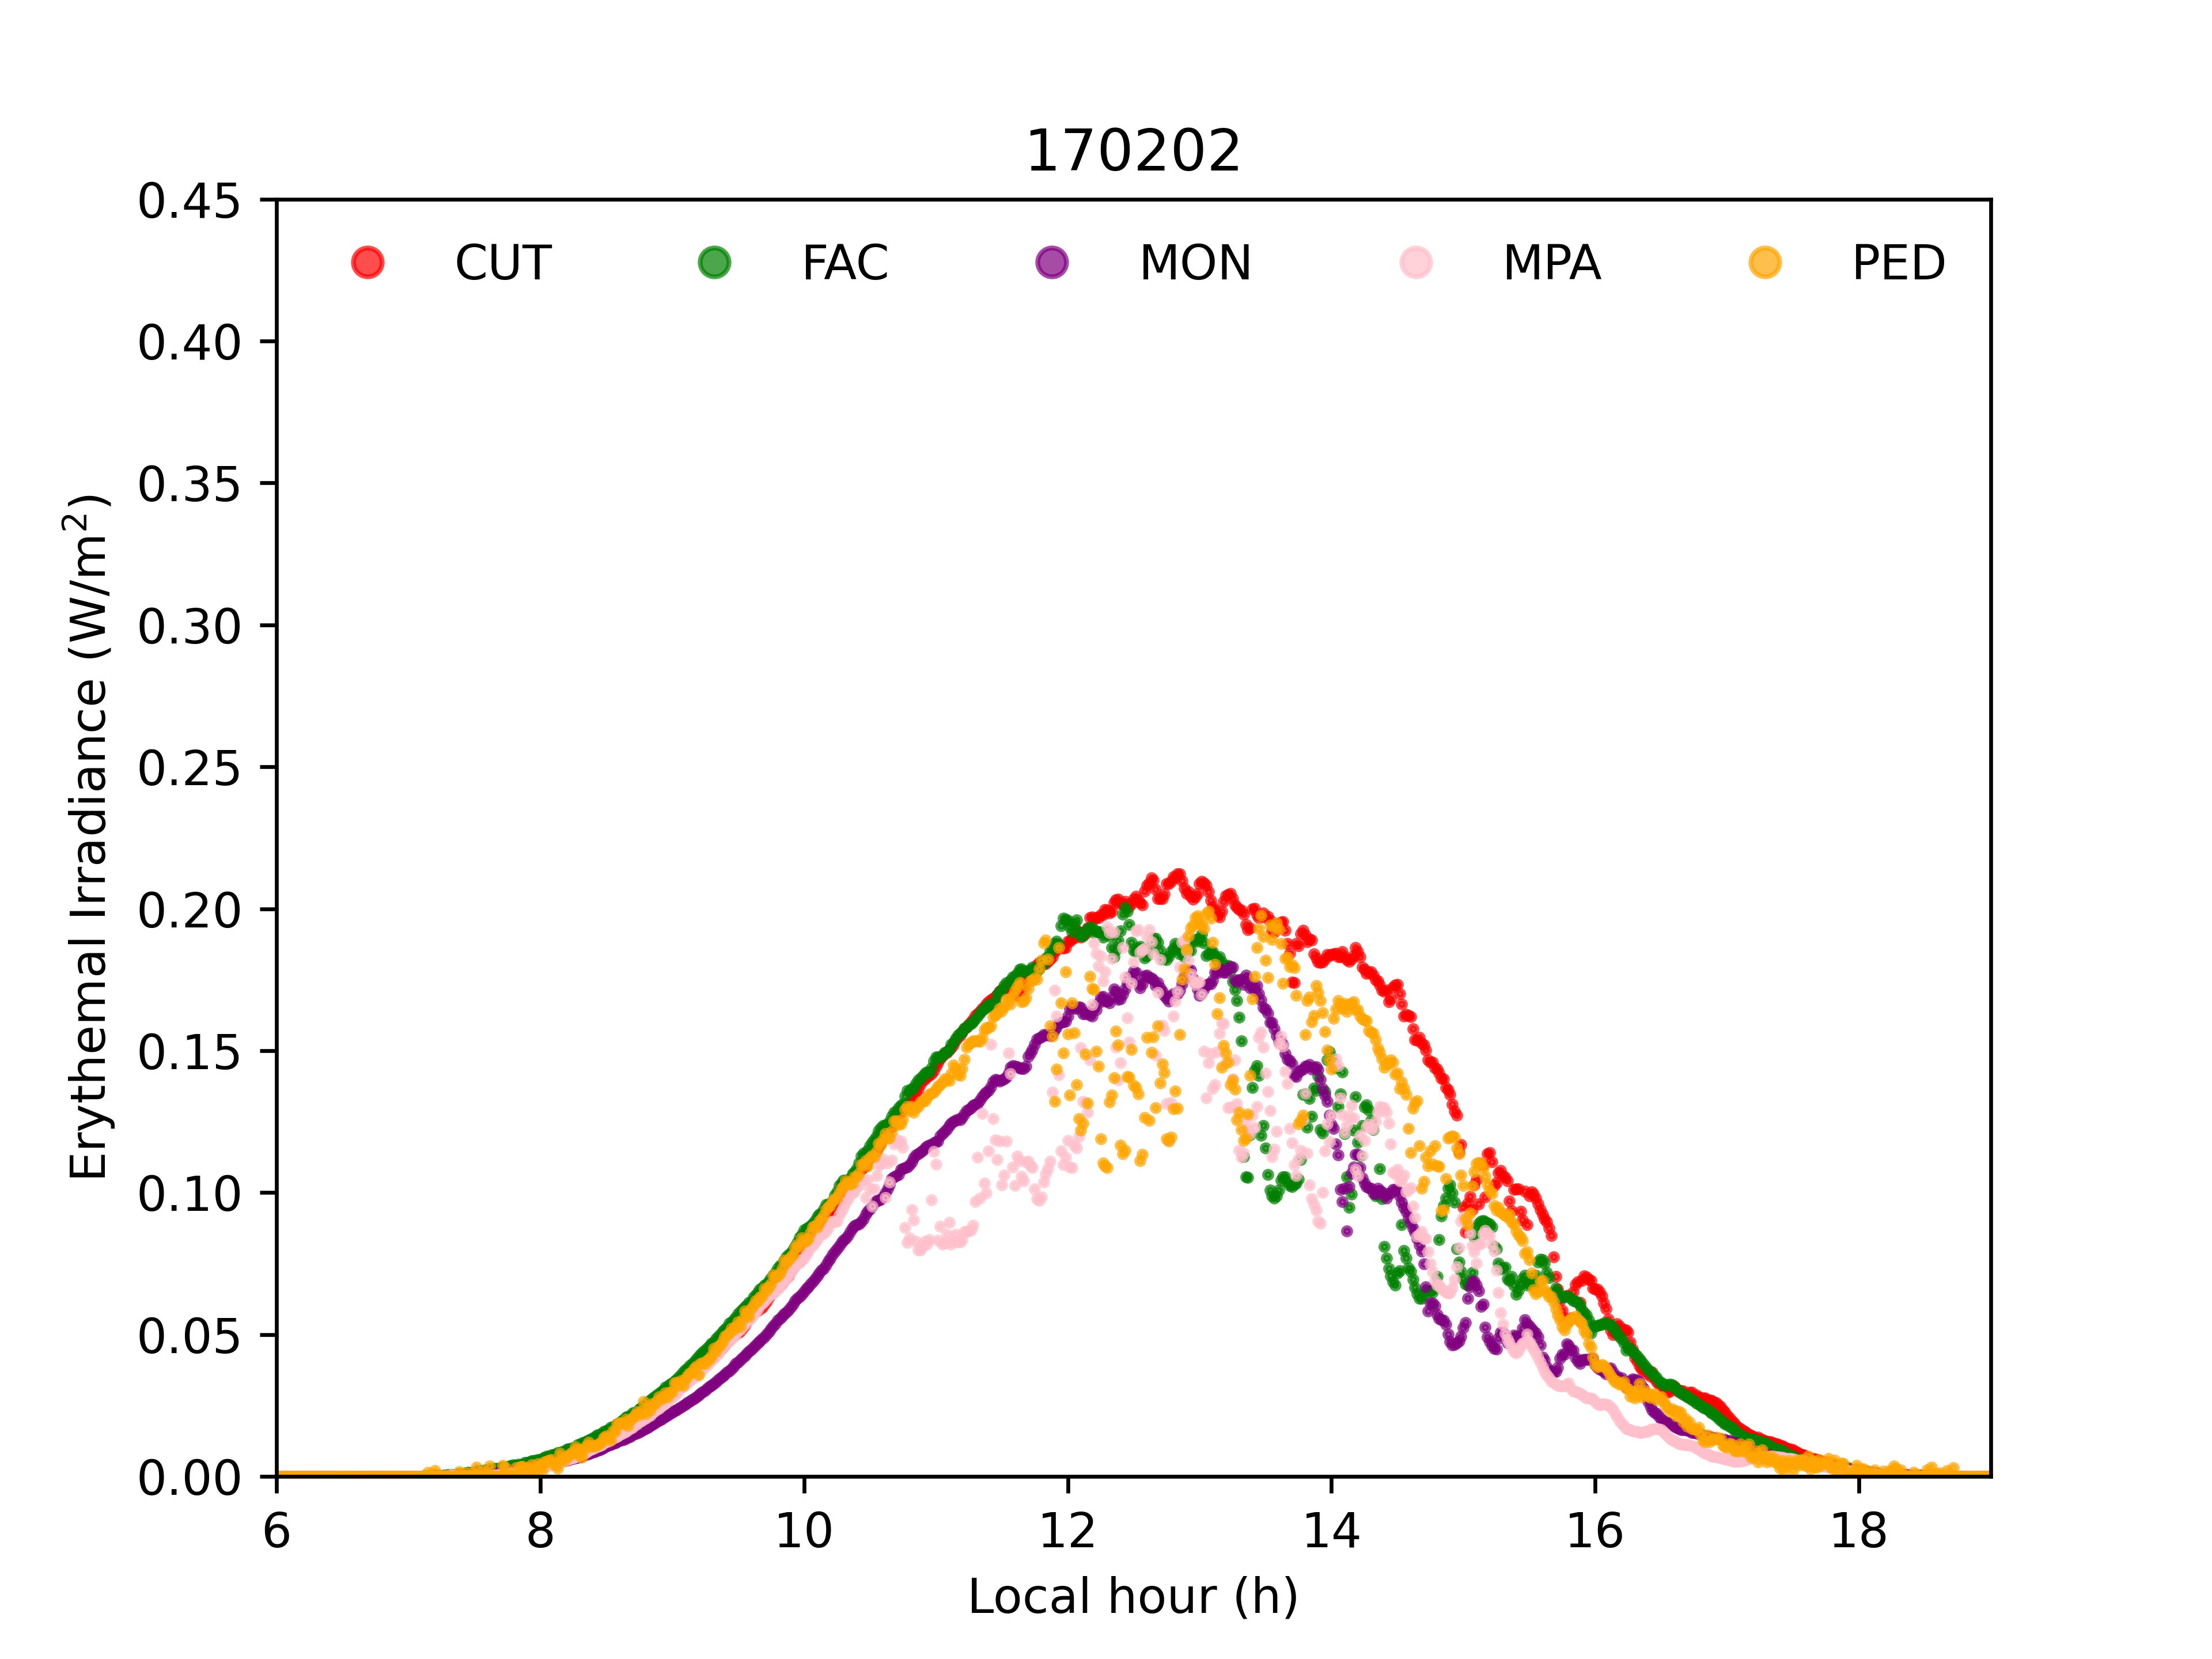 170202
CUT FAC MON MPA PED
0.45
0.40
0.35
0.30
0.25
0.20
0.15
0.10
0.05
0.00
Erythemal Irradiance (W/m²)
6 8 10 12 14 16 18
Local hour (h)